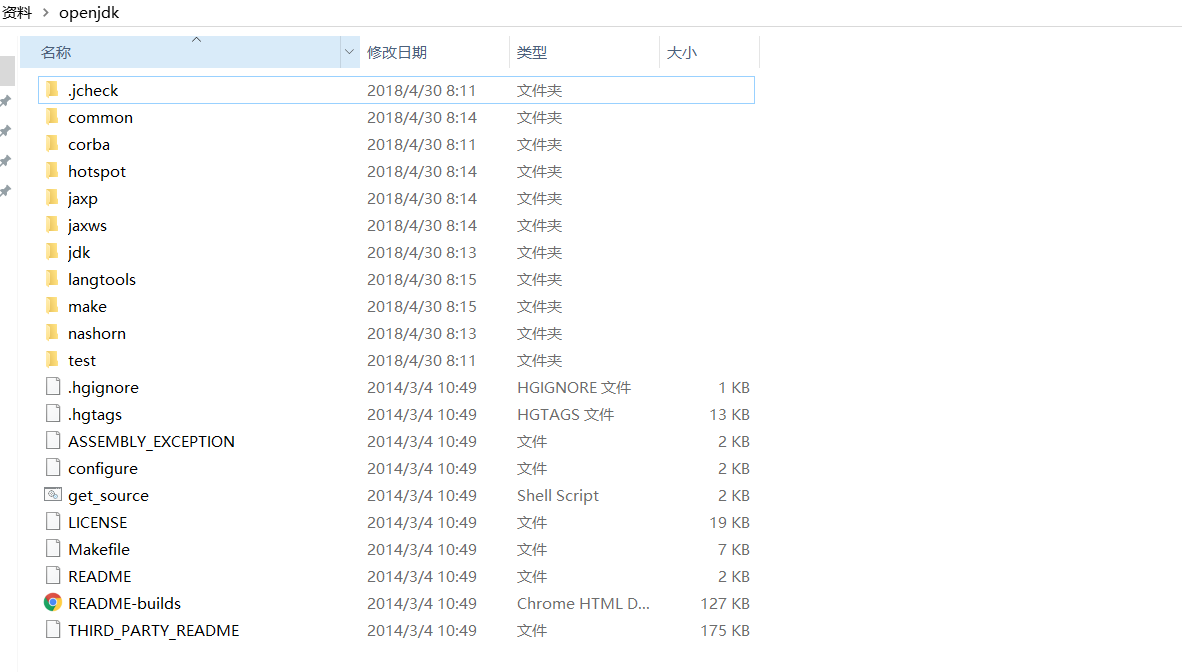 资料 > openjdk
名称 修改日期 类型 大小
.jcheck 2018/4/30 8:11 文件夹
common 2018/4/30 8:14 文件夹
corba 2018/4/30 8:11 文件夹
hotspot 2018/4/30 8:14 文件夹
jaxp 2018/4/30 8:14 文件夹
jaxws 2018/4/30 8:14 文件夹
jdk 2018/4/30 8:13 文件夹
langtools 2018/4/30 8:15 文件夹
make 2018/4/30 8:15 文件夹
nashorn 2018/4/30 8:13 文件夹
test 2018/4/30 8:11 文件夹
.hgignore 2014/3/4 10:49 HGIGNORE 文件 1 KB
.hgtags 2014/3/4 10:49 HGTAGS 文件 13 KB
ASSEMBLY_EXCEPTION 2014/3/4 10:49 文件 2 KB
configure 2014/3/4 10:49 文件 2 KB
get_source 2014/3/4 10:49 Shell Script 2 KB
LICENSE 2014/3/4 10:49 文件 19 KB
Makefile 2014/3/4 10:49 文件 7 KB
README 2014/3/4 10:49 文件 2 KB
README-builds 2014/3/4 10:49 Chrome HTML D... 127 KB
THIRD_PARTY_README 2014/3/4 10:49 文件 175 KB